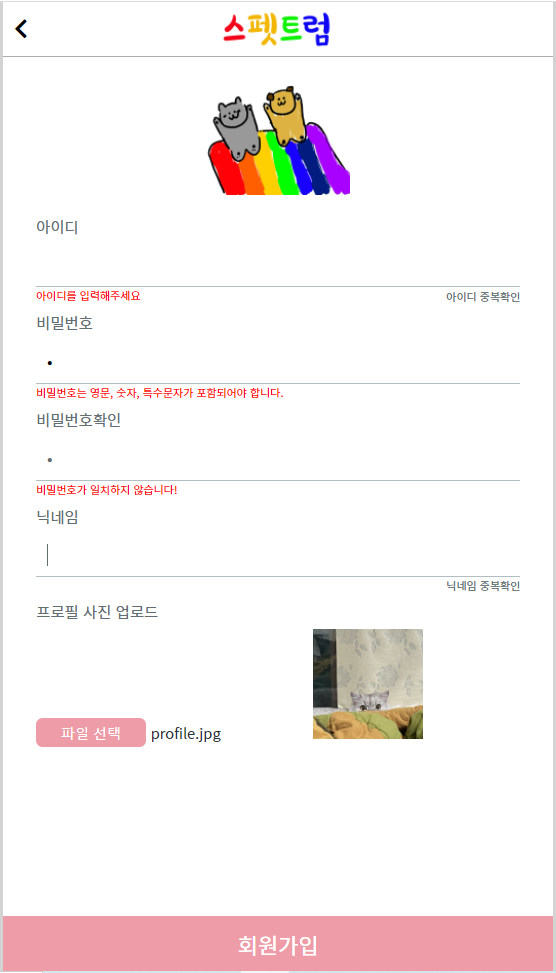 스펫트럼
아이디
아이디를 입력해주세요 아이디 중복확인
비밀번호
•
비밀번호는 영문, 숫자, 특수문자가 포함되어야 합니다.
비밀번호확인
•
비밀번호가 일치하지 않습니다!
닉네임
닉네임 중복확인
프로필 사진 업로드
파일 선택 profile.jpg
회원가입